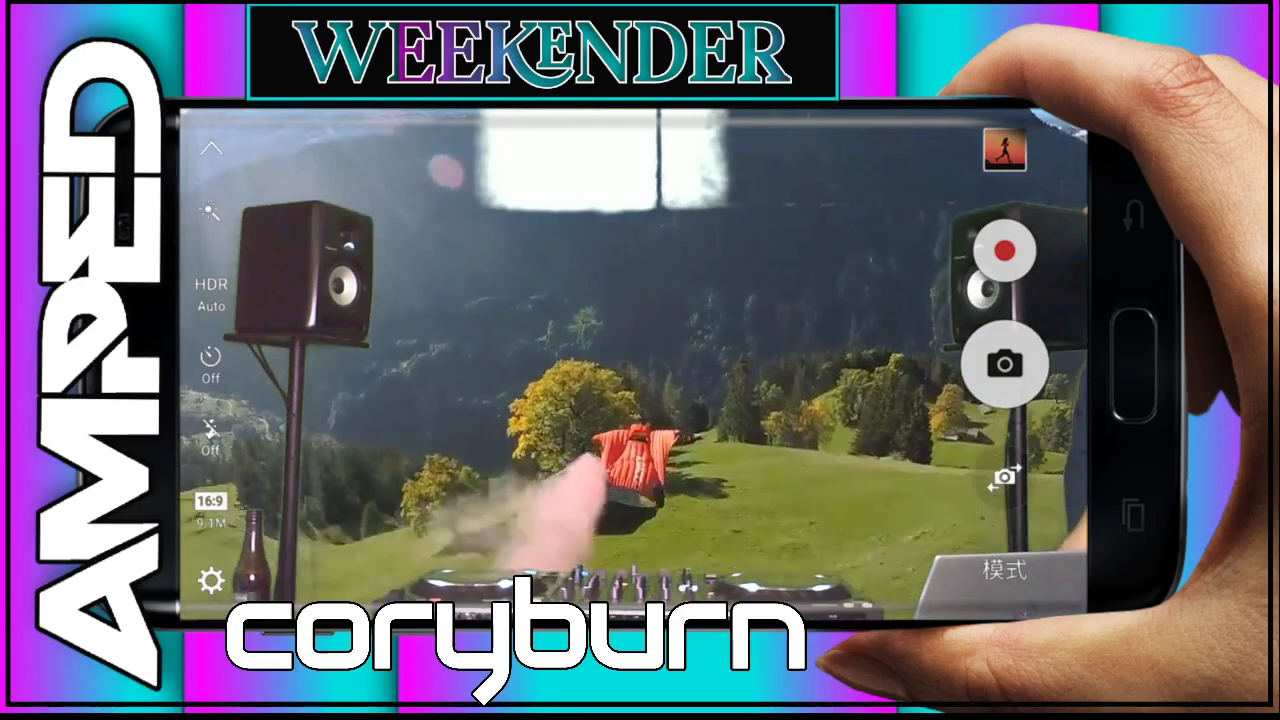 WEEKENDER
AMPED
HDR
Auto
Off
Off
16:9
9.1M
模式
coryburn